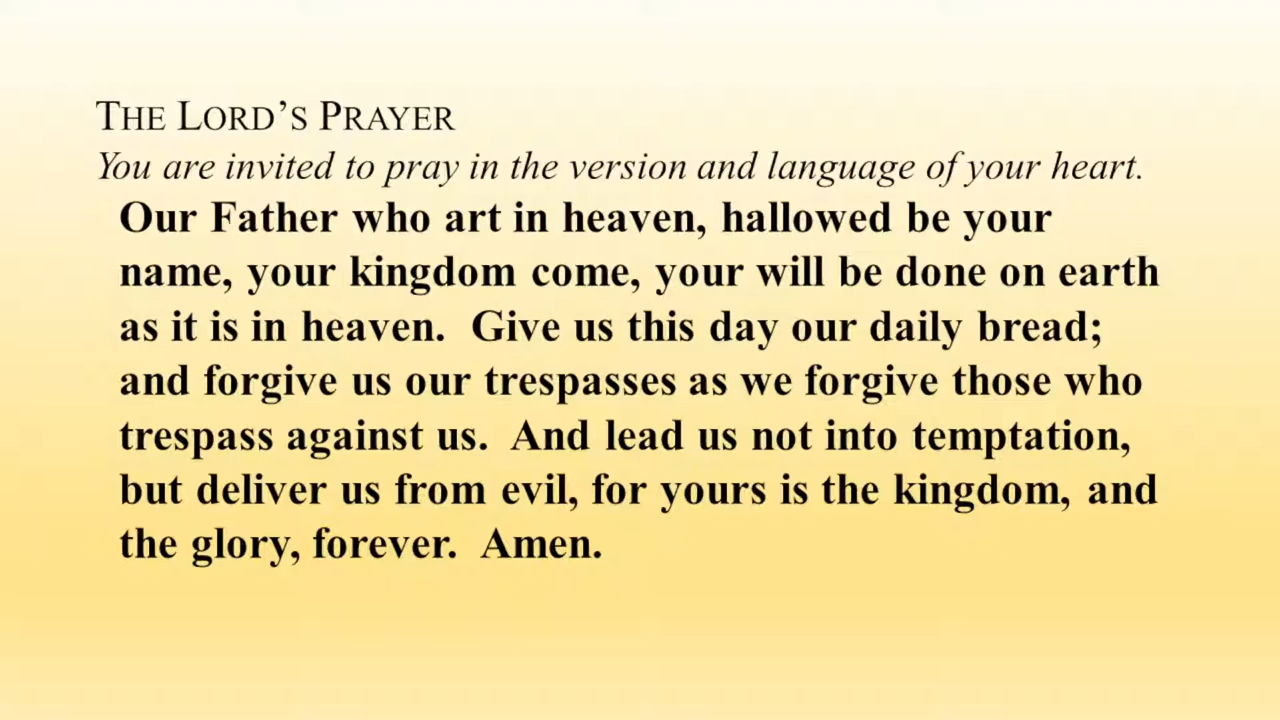 THE LORD’S PRAYER
You are invited to pray in the version and language of your heart.
Our Father who art in heaven, hallowed be your
name, your kingdom come, your will be done on earth
as it is in heaven.  Give us this day our daily bread;
and forgive us our trespasses as we forgive those who
trespass against us.  And lead us not into temptation,
but deliver us from evil, for yours is the kingdom, and
the glory, forever.  Amen.